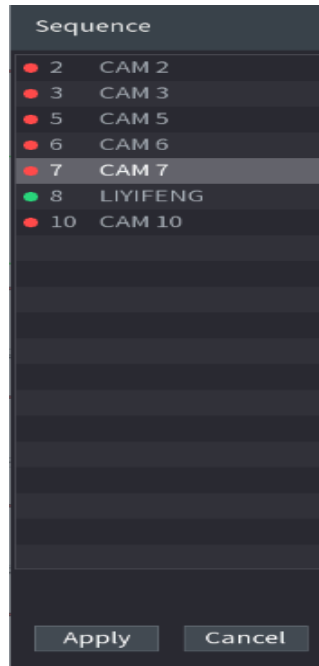 Sequence
2 CAM 2
3 CAM 3
5 CAM 5
6 CAM 6
7 CAM 7
8 LIYIFENG
10 CAM 10
Apply Cancel